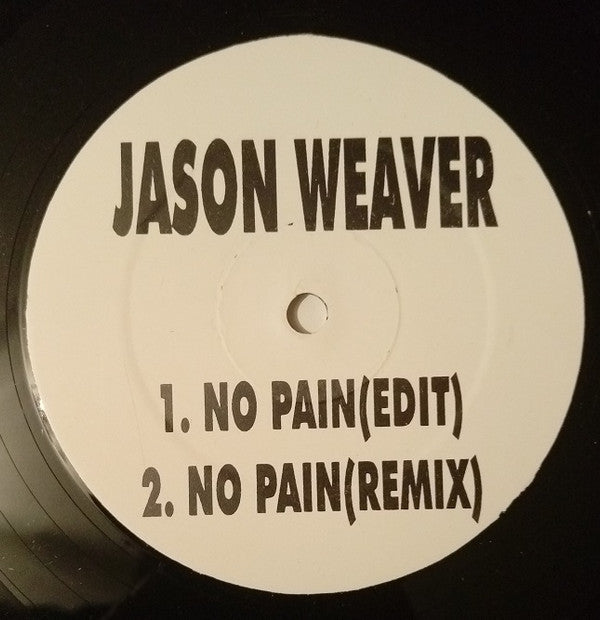 JASON WEAVER
1. NO PAIN(EDIT)
2. NO PAIN(REMIX)